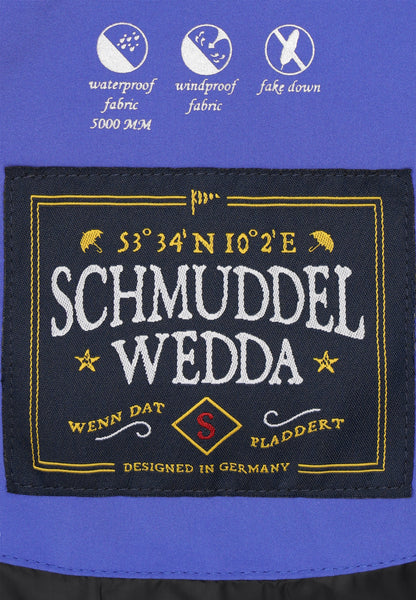 waterproof
fabric
5000 MM
windproof
fabric
fake down
53° 34' N 10° 2' E
SCHMUDDEL
WEDDA
WENN DAT
S
PLADDERT
DESIGNED IN GERMANY